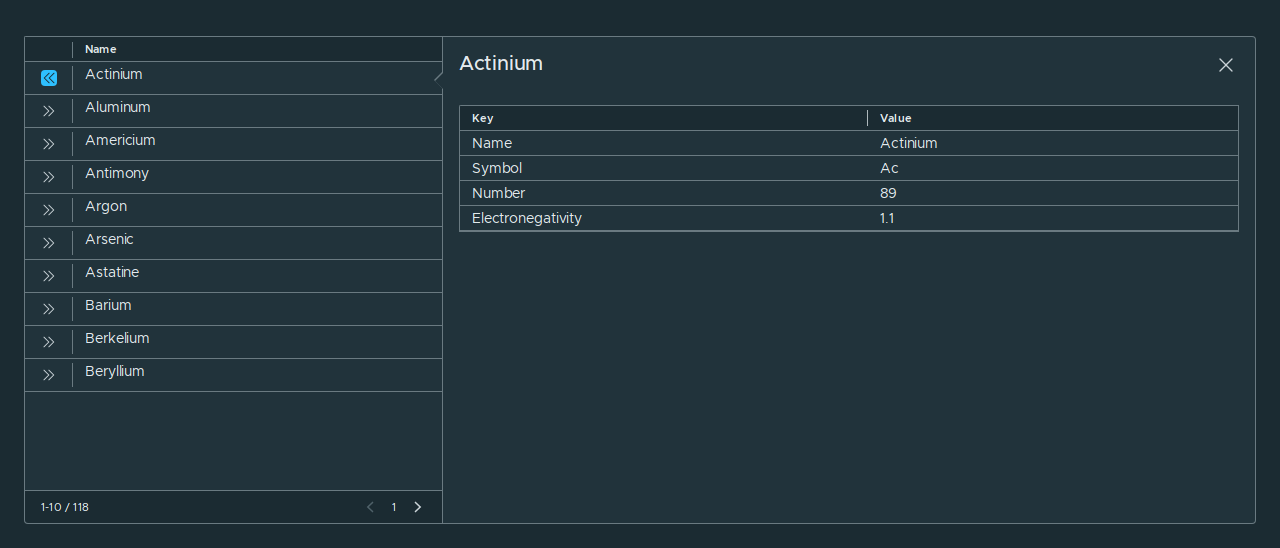 Name
Actinium
Aluminum
Americium
Antimony
Argon
Arsenic
Astatine
Barium
Berkelium
Beryllium
1-10 / 118
1
Actinium
Key Value
Name Actinium
Symbol Ac
Number 89
Electronegativity 1.1